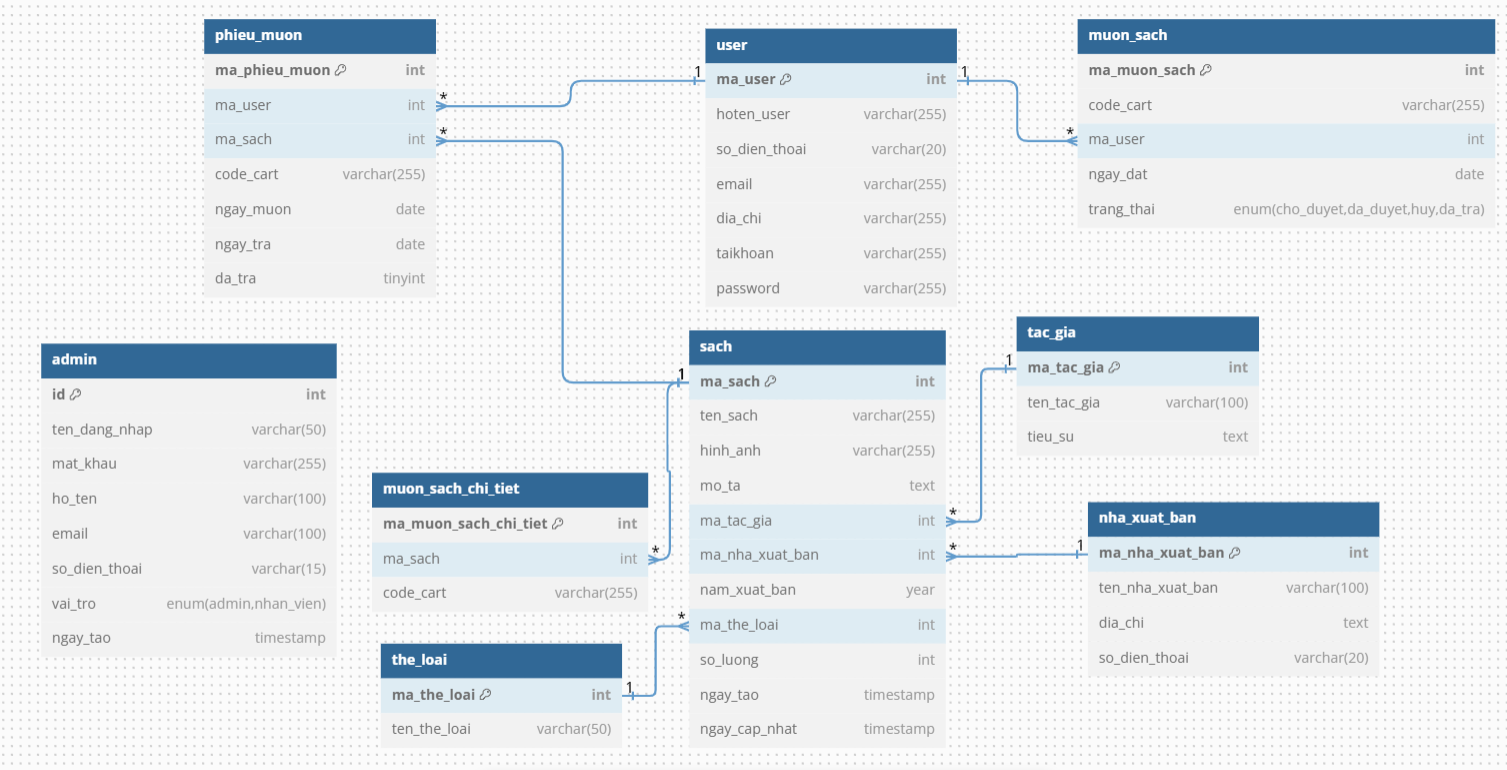 phieu_muon
ma_phieu_muon int
ma_user int
ma_sach int
code_cart varchar(255)
ngay_muon date
ngay_tra date
da_tra tinyint
*
*
1
user
ma_user int
hoten_user varchar(255)
so_dien_thoai varchar(20)
email varchar(255)
dia_chi varchar(255)
taikhoan varchar(255)
password varchar(255)
1
*
muon_sach
ma_muon_sach int
code_cart varchar(255)
ma_user int
ngay_dat date
trang_thai enum(cho_duyet,da_duyet,huy,da_tra)
admin
id int
ten_dang_nhap varchar(50)
mat_khau varchar(255)
ho_ten varchar(100)
email varchar(100)
so_dien_thoai varchar(15)
vai_tro enum(admin,nhan_vien)
ngay_tao timestamp
muon_sach_chi_tiet
ma_muon_sach_chi_tiet int
ma_sach int
code_cart varchar(255)
*
the_loai
ma_the_loai int
ten_the_loai varchar(50)
1
*
1
sach
ma_sach int
ten_sach varchar(255)
hinh_anh varchar(255)
mo_ta text
ma_tac_gia int
ma_nha_xuat_ban int
nam_xuat_ban year
ma_the_loai int
so_luong int
ngay_tao timestamp
ngay_cap_nhat timestamp
*
*
1
tac_gia
ma_tac_gia int
ten_tac_gia varchar(100)
tieu_su text
1
nha_xuat_ban
ma_nha_xuat_ban int
ten_nha_xuat_ban varchar(100)
dia_chi text
so_dien_thoai varchar(20)